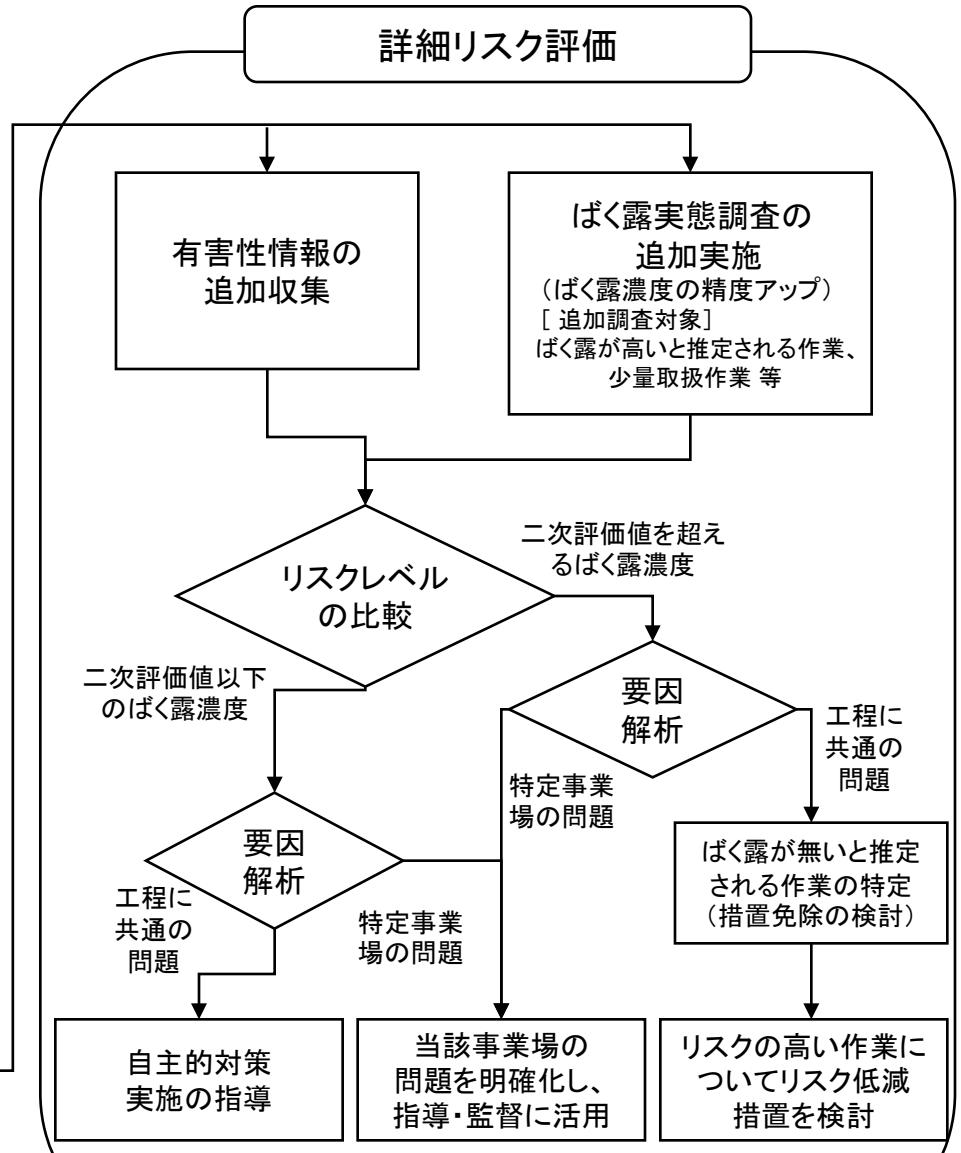 詳細リスク評価
有害性情報の
追加収集
ばく露実態調査の
追加実施
(ばく露濃度の精度アップ)
[ 追加調査対象]
ばく露が高いと推定される作業、
少量取扱作業 等
リスクレベル
の比較
二次評価値を超え
るばく露濃度
二次評価値以下
のばく露濃度
要因
解析
工程に
共通の
問題
特定事業
場の問題
要因
解析
工程に
共通の
問題
特定事業
場の問題
ばく露が無いと推定
される作業の特定
(措置免除の検討)
自主的対策
実施の指導
当該事業場の
問題を明確化し、
指導・監督に活用
リスクの高い作業に
ついてリスク低減
措置を検討